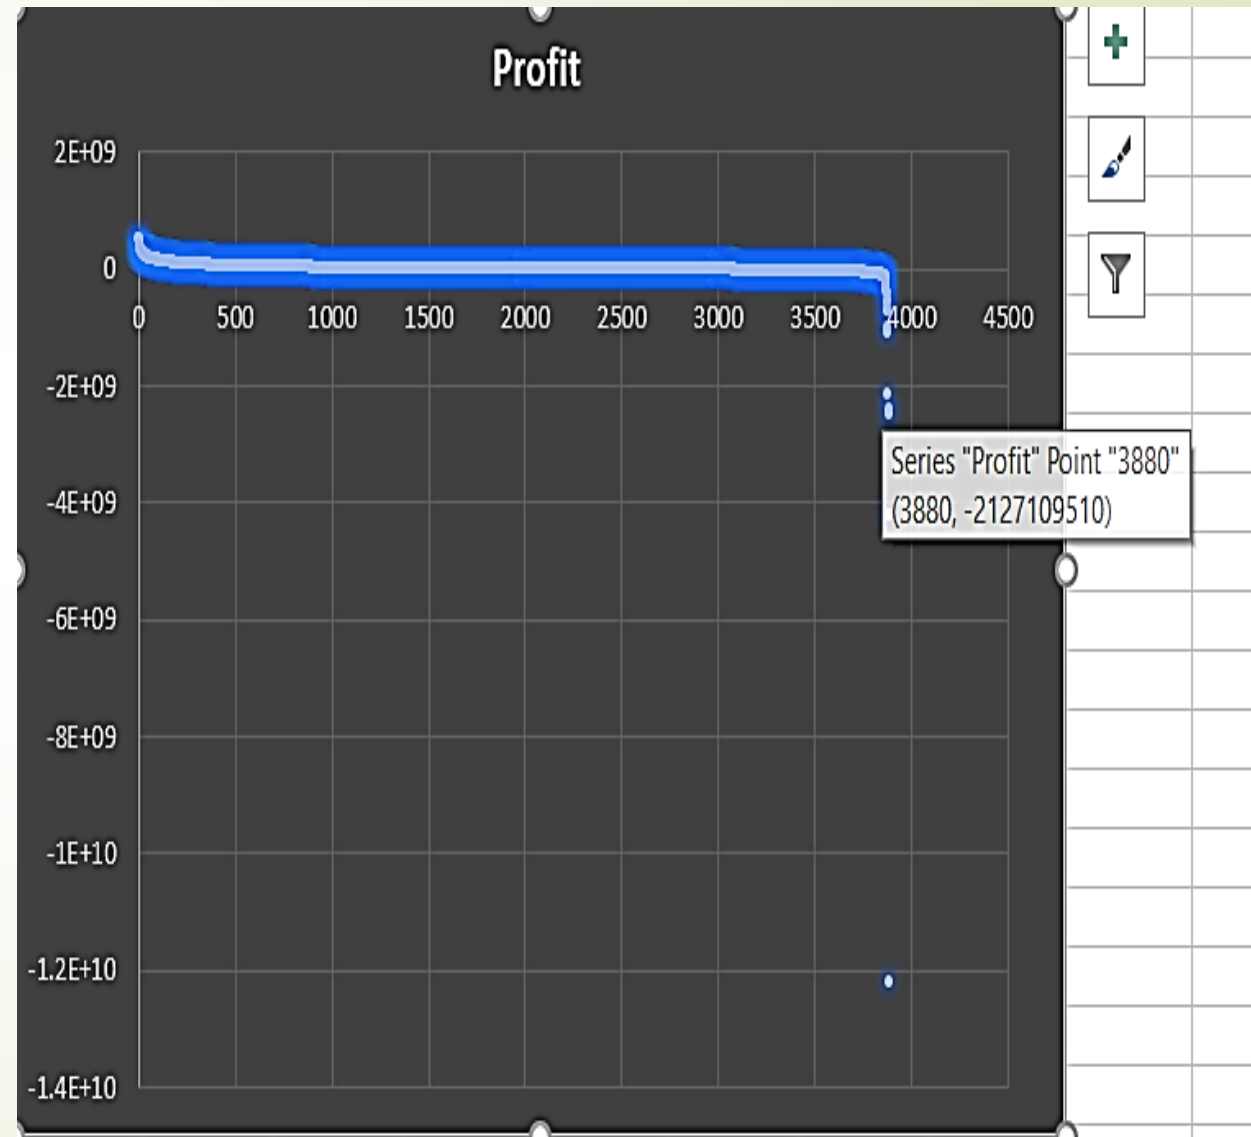 Profit
2E+09
0
0 500 1000 1500 2000 2500 3000 3500 4000 4500
-2E+09
Series "Profit" Point "3880"
(3880, -2127109510)
-4E+09
-6E+09
-8E+09
-1E+10
-1.2E+10
-1.4E+10